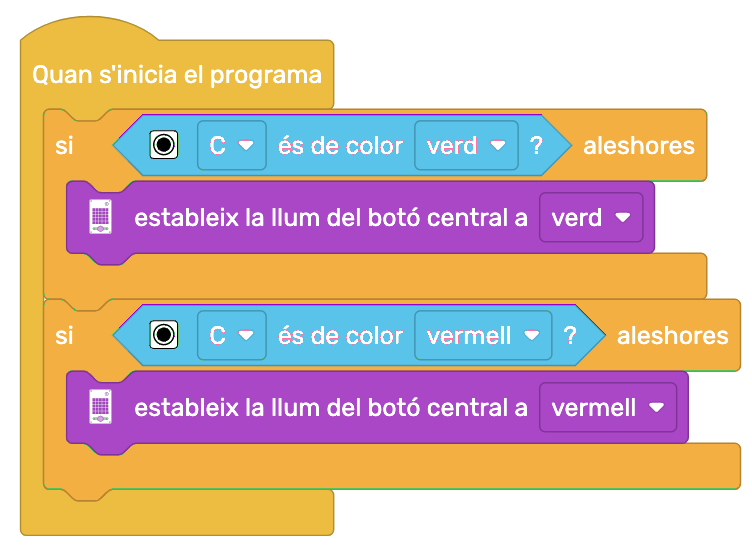 Quan s'inicia el programa
si C és de color verd ? aleshores
estableix la llum del botó central a verd
si C és de color vermell ? aleshores
estableix la llum del botó central a vermell